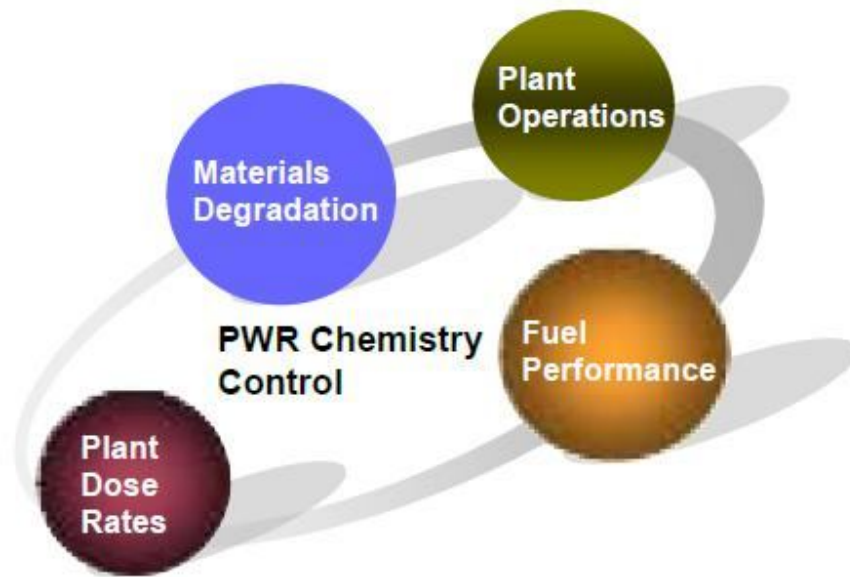 Plant
Operations
Materials
Degradation
PWR Chemistry
Control
Fuel
Performance
Plant
Dose
Rates